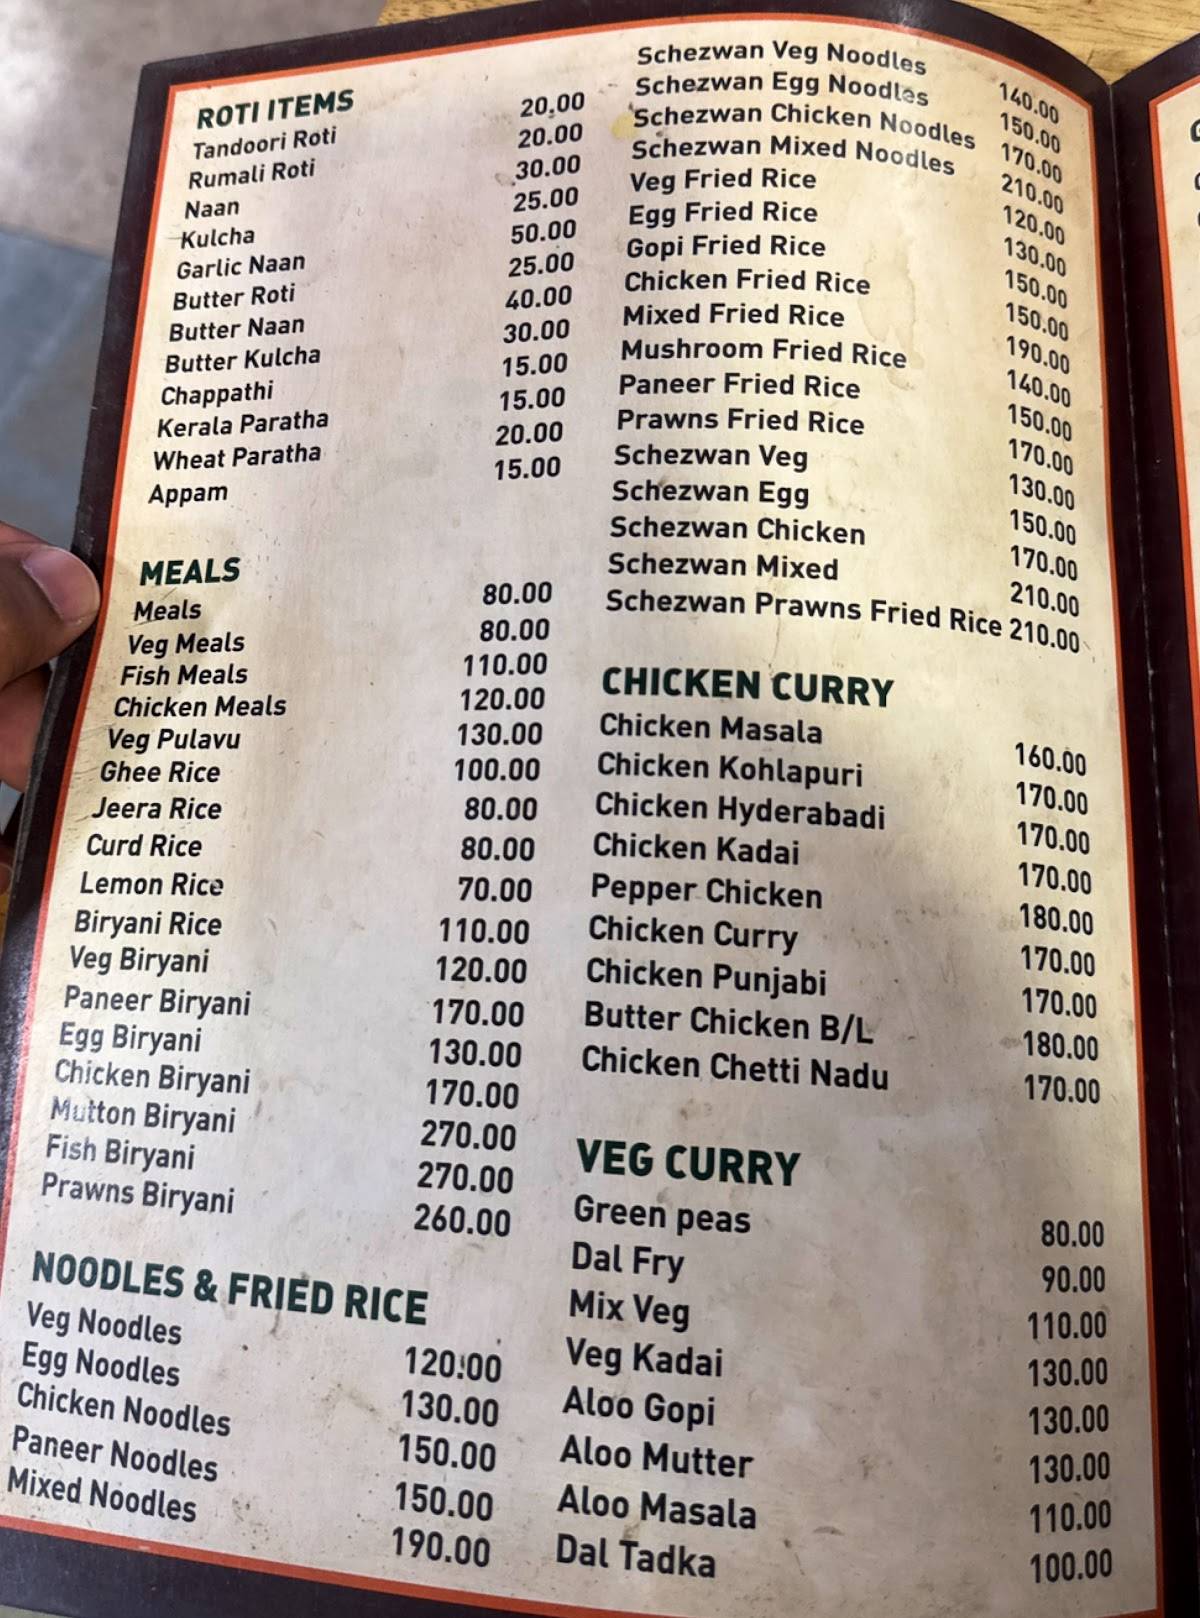 ROTI ITEMS
Tandoori Roti 20.00
Rumali Roti 20.00
Naan 30.00
Kulcha 25.00
Garlic Naan 50.00
Butter Roti 25.00
Butter Naan 40.00
Butter Kulcha 30.00
Chappathi 15.00
Kerala Paratha 15.00
Wheat Paratha 20.00
Appam 15.00
MEALS
Meals 80.00
Veg Meals 80.00
Fish Meals 110.00
Chicken Meals 120.00
Veg Pulavu 130.00
Ghee Rice 100.00
Jeera Rice 80.00
Curd Rice 80.00
Lemon Rice 70.00
Biryani Rice 110.00
Veg Biryani 120.00
Paneer Biryani 170.00
Egg Biryani 130.00
Chicken Biryani 170.00
Mutton Biryani 270.00
Fish Biryani 270.00
Prawns Biryani 260.00
NOODLES & FRIED RICE
Veg Noodles 120.00
Egg Noodles 130.00
Chicken Noodles 150.00
Paneer Noodles 150.00
Mixed Noodles 190.00
Schezwan Veg Noodles 140.00
Schezwan Egg Noodles 150.00
Schezwan Chicken Noodles 170.00
Schezwan Mixed Noodles 210.00
Veg Fried Rice 120.00
Egg Fried Rice 130.00
Gopi Fried Rice 150.00
Chicken Fried Rice 150.00
Mixed Fried Rice 190.00
Mushroom Fried Rice 140.00
Paneer Fried Rice 150.00
Prawns Fried Rice 170.00
Schezwan Veg 130.00
Schezwan Egg 150.00
Schezwan Chicken 170.00
Schezwan Mixed 210.00
Schezwan Prawns Fried Rice 210.00
CHICKEN CURRY
Chicken Masala 160.00
Chicken Kohlapuri 170.00
Chicken Hyderabadi 170.00
Chicken Kadai 170.00
Pepper Chicken 180.00
Chicken Curry 170.00
Chicken Punjabi 170.00
Butter Chicken B/L 180.00
Chicken Chetti Nadu 170.00
VEG CURRY
Green peas 80.00
Dal Fry 90.00
Mix Veg 110.00
Veg Kadai 130.00
Aloo Gopi 130.00
Aloo Mutter 130.00
Aloo Masala 110.00
Dal Tadka 100.00